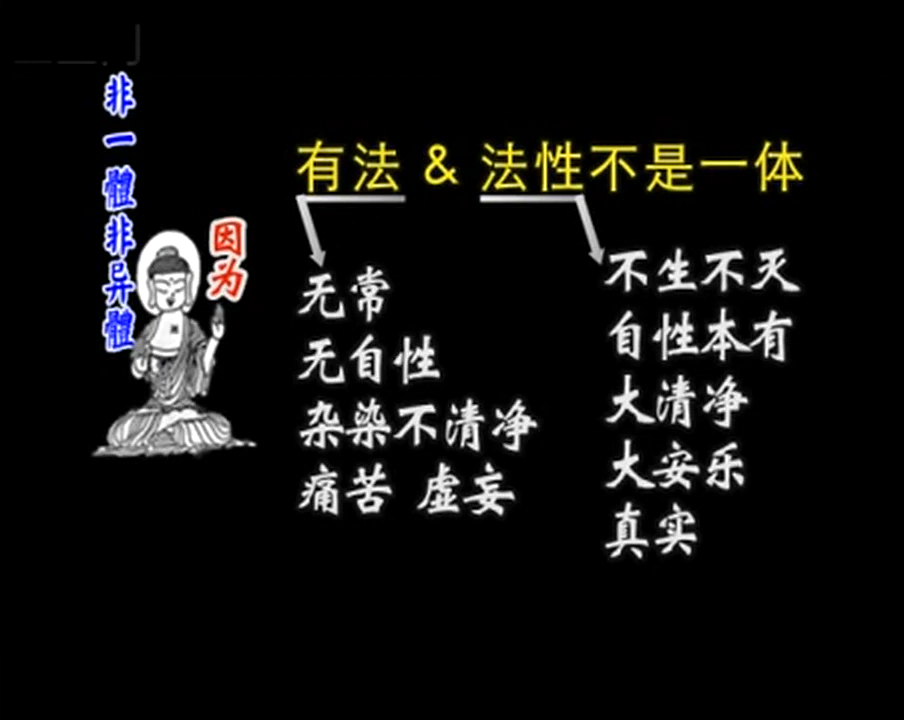 非一體非异體
因为
有法 & 法性不是一体
无常
无自性
杂染不清净
痛苦 虚妄
不生不灭
自性本有
大清净
大安乐
真实